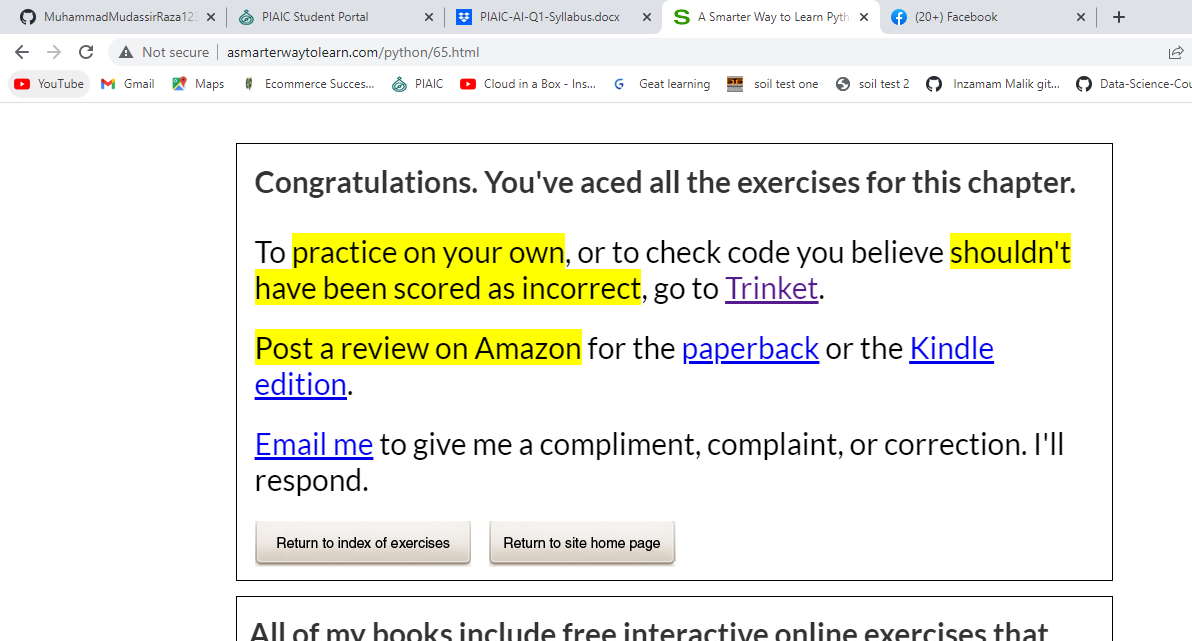 MuhammadMudassirRaza12 PIAIC Student Portal PIAIC-AI-Q1-Syllabus.docx A Smarter Way to Learn Pyth (20+) Facebook
Not secure asmarterwaytolearn.com/python/65.html
YouTube Gmail Maps Ecommerce Succes... PIAIC Cloud in a Box - Ins... Geat learning soil test one soil test 2 Inzamam Malik git... Data-Science-Cou
Congratulations. You've aced all the exercises for this chapter.
To practice on your own, or to check code you believe shouldn't
have been scored as incorrect, go to Trinket.
Post a review on Amazon for the paperback or the Kindle
edition.
Email me to give me a compliment, complaint, or correction. I'll
respond.
Return to index of exercises Return to site home page
All of my books include free interactive online exercises that